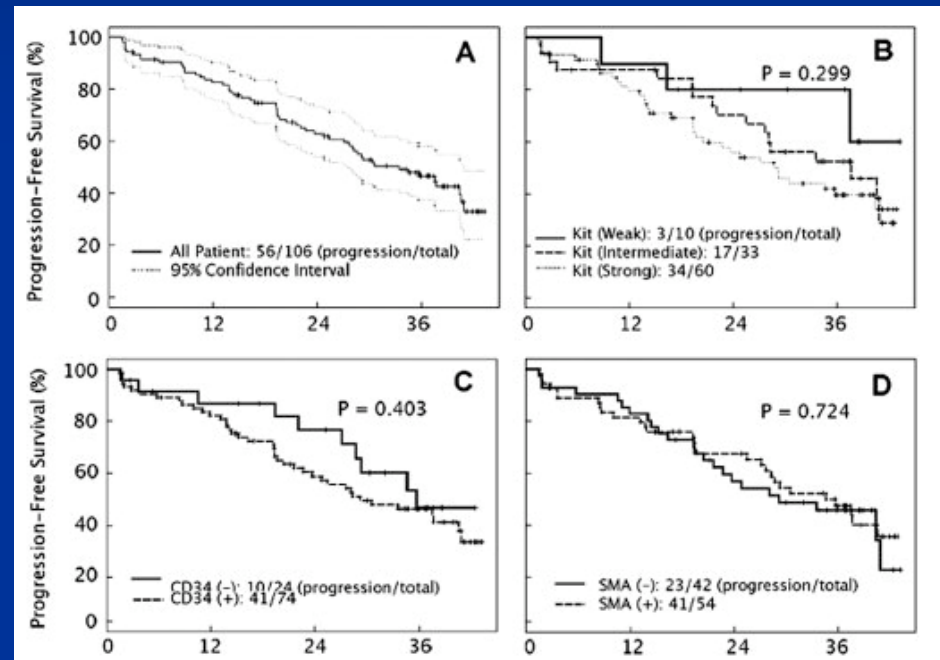 Progression-Free Survival (%)
100
80
60
40
20
0
A
All Patient: 56/106 (progression/total)
95% Confidence Interval
0 12 24 36
B
P = 0.299
Kit (Weak): 3/10 (progression/total)
Kit (Intermediate): 17/33
Kit (Strong): 34/60
0 12 24 36
Progression-Free Survival (%)
100
80
60
40
20
0
C
P = 0.403
CD34 (-): 10/24 (progression/total)
CD34 (+): 41/74
0 12 24 36
D
P = 0.724
SMA (-): 23/42 (progression/total)
SMA (+): 41/54
0 12 24 36